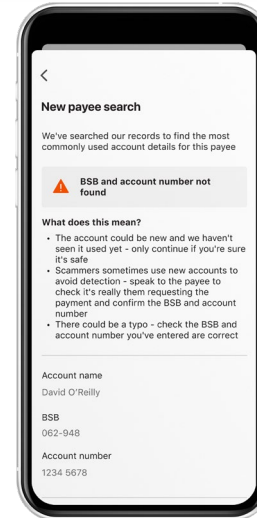 New payee search
We've searched our records to find the most
commonly used account details for this payee
BSB and account number not
found
What does this mean?
• The account could be new and we haven't
seen it used yet - only continue if you're sure
it's safe
• Scammers sometimes use new accounts to
avoid detection - speak to the payee to
check it's really them requesting the
payment and confirm the BSB and account
number
• There could be a typo - check the BSB and
account number you've entered are correct
Account name
David O'Reilly
BSB
062-948
Account number
1234 5678